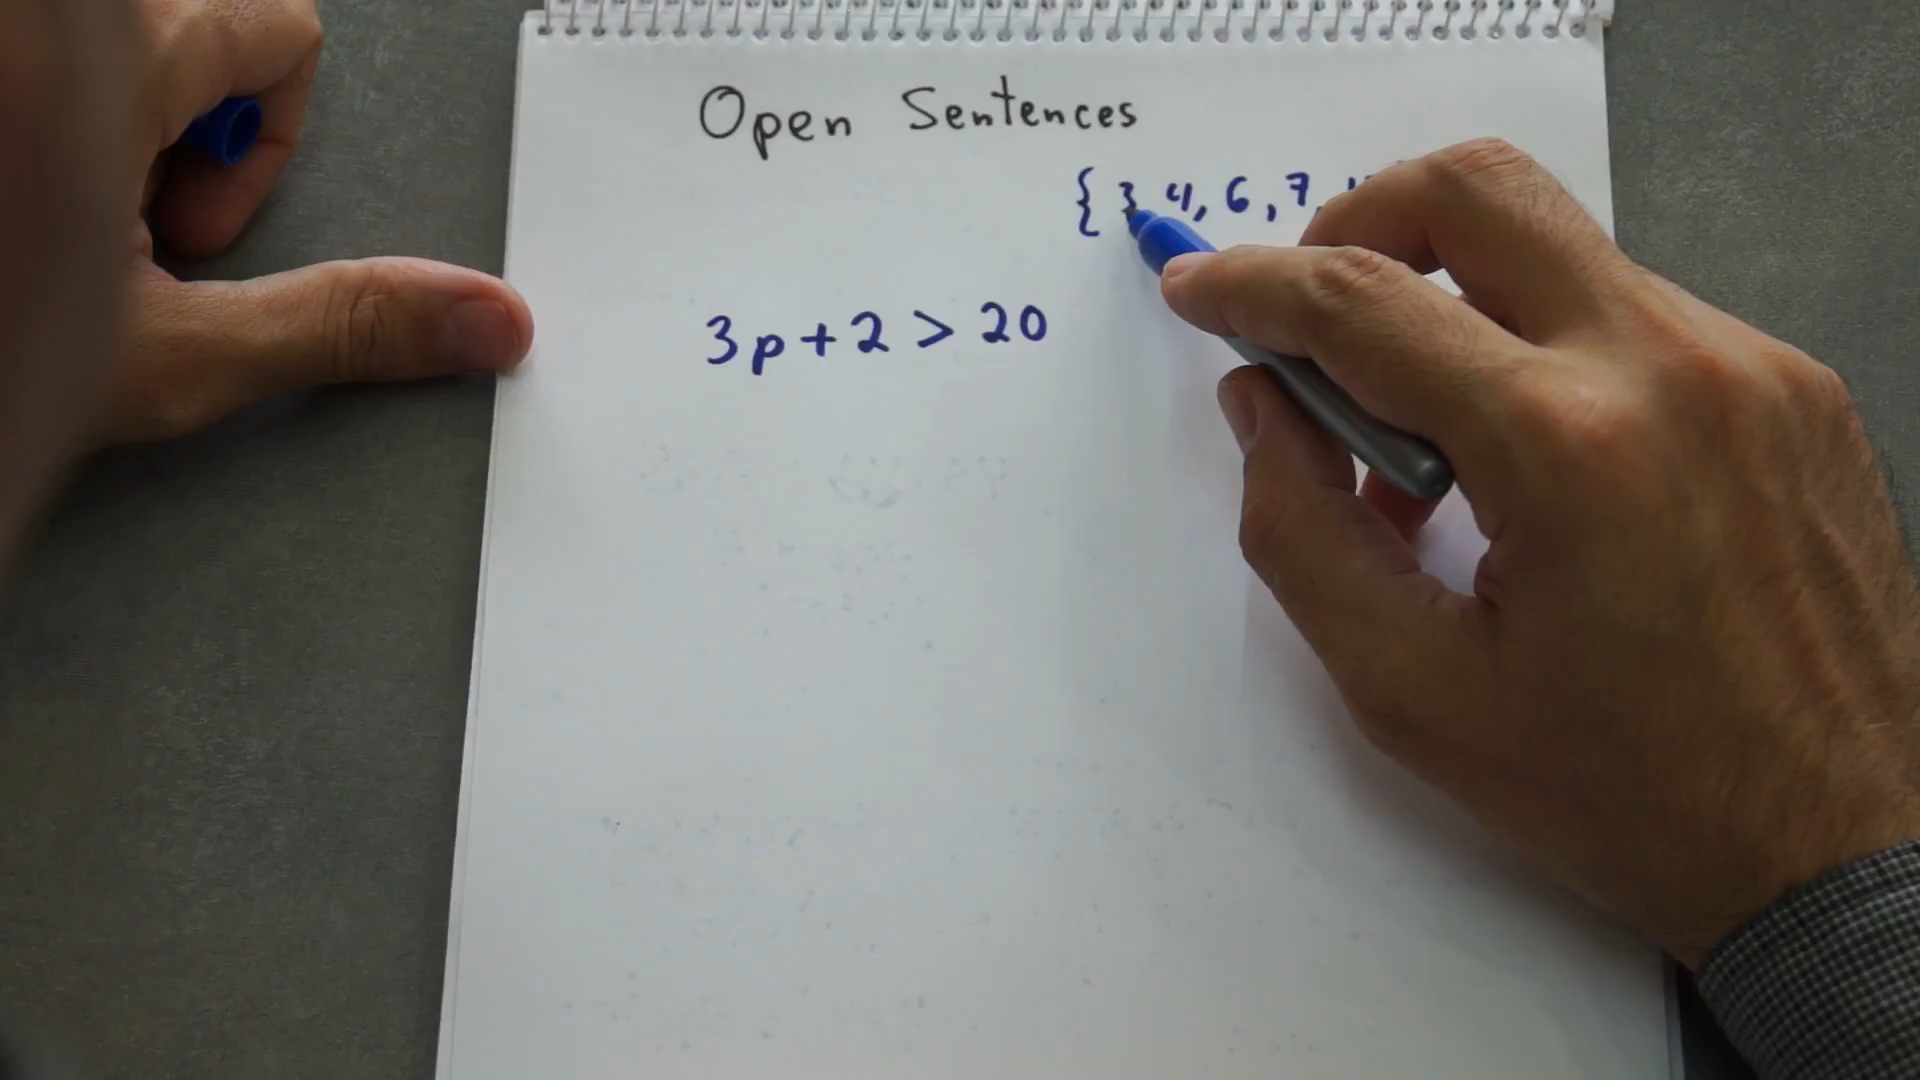 Open Sentences
{ 3, 4, 6, 7,
3p+2 > 20